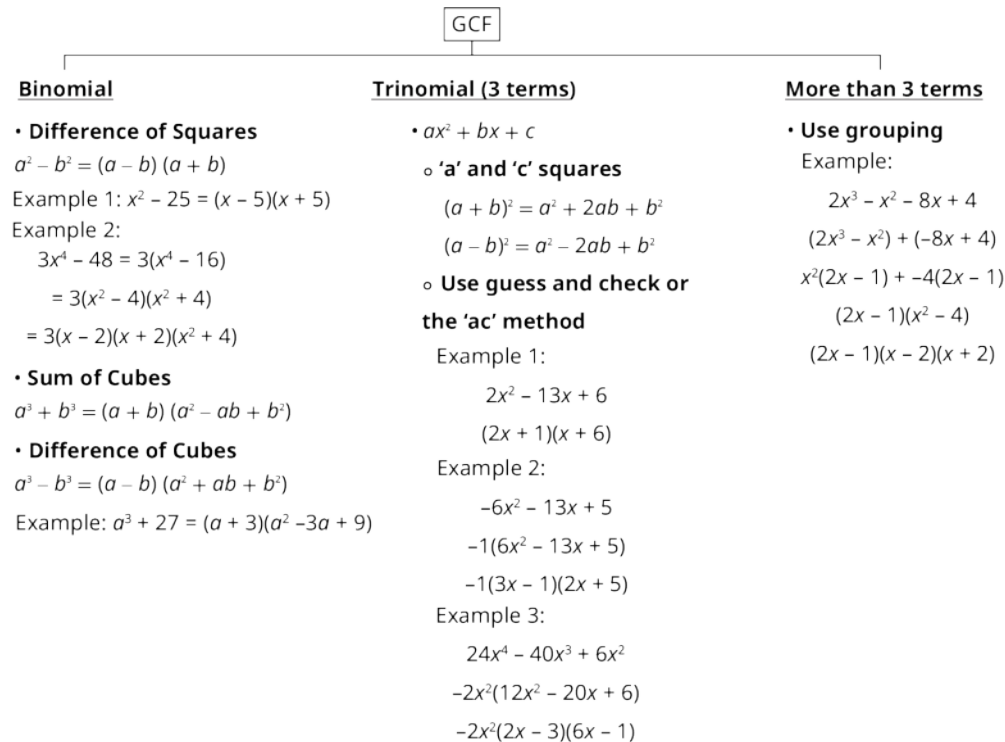 GCF
Binomial
• Difference of Squares
a² – b² = (a – b) (a + b)
Example 1: x² – 25 = (x – 5)(x + 5)
Example 2:
3x⁴ – 48 = 3(x⁴ – 16)
= 3(x² – 4)(x² + 4)
= 3(x – 2)(x + 2)(x² + 4)
• Sum of Cubes
a³ + b³ = (a + b) (a² – ab + b²)
• Difference of Cubes
a³ – b³ = (a – b) (a² + ab + b²)
Example: a³ + 27 = (a + 3)(a² –3a + 9)
Trinomial (3 terms)
• ax² + bx + c
∘ ‘a’ and ‘c’ squares
(a + b)² = a² + 2ab + b²
(a – b)² = a² – 2ab + b²
∘ Use guess and check or
the ‘ac’ method
Example 1:
2x² – 13x + 6
(2x + 1)(x + 6)
Example 2:
–6x² – 13x + 5
–1(6x² – 13x + 5)
–1(3x – 1)(2x + 5)
Example 3:
24x⁴ – 40x³ + 6x²
–2x²(12x² – 20x + 6)
–2x²(2x – 3)(6x – 1)
More than 3 terms
• Use grouping
Example:
2x³ – x² – 8x + 4
(2x³ – x²) + (–8x + 4)
x²(2x – 1) + –4(2x – 1)
(2x – 1)(x² – 4)
(2x – 1)(x – 2)(x + 2)